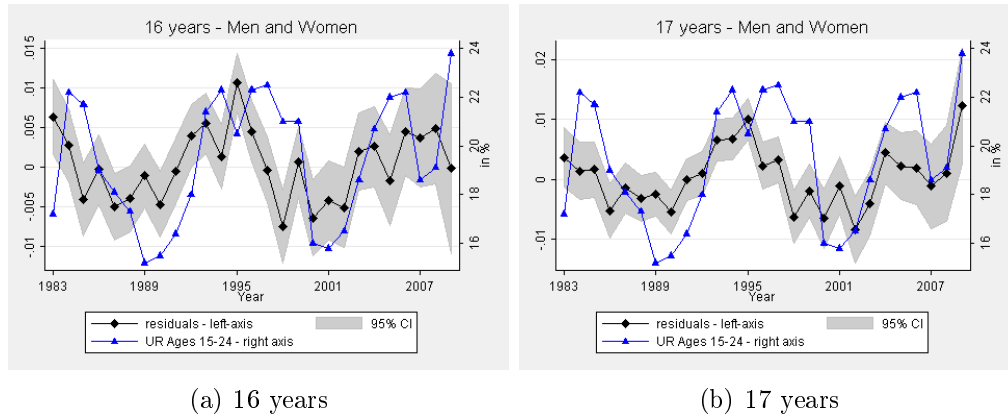 16 years - Men and Women
.015
.01
.005
0
-.005
-.01
24
22
20
18
16
in %
1983
1989
1995
2001
2007
Year
residuals - left-axis
95% CI
UR Ages 15-24 - right axis
(a) 16 years
17 years - Men and Women
.02
.01
0
-.01
24
22
20
18
16
in %
1983
1989
1995
2001
2007
Year
residuals - left-axis
95% CI
UR Ages 15-24 - right axis
(b) 17 years